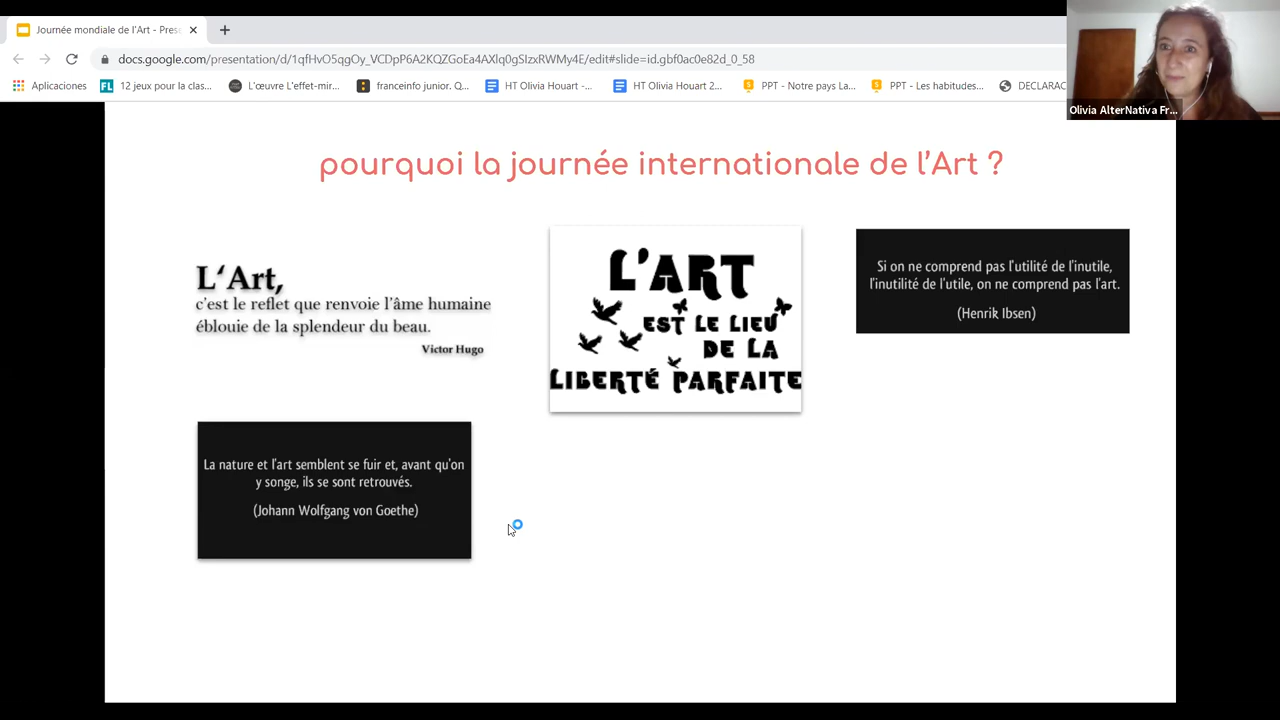 Journée mondiale de l'Art - Pres
docs.google.com/presentation/d/1qfHvO5qgOy_VCDpP6A2KQZGoEa4AXlq0gSIzxRWMy4E/edit#slide=id.gbf0ac0e82d_0_58
Aplicaciones
12 jeux pour la clas...
L'œuvre L'effet-mir...
franceinfo junior. Q...
HT Olivia Houart -...
HT Olivia Houart 2...
PPT - Notre pays La...
PPT - Les habitudes...
DECLARAC
Olivia AlterNativa Fr...
pourquoi la journée internationale de l'Art ?
L'Art,
c'est le reflet que renvoie l'âme humaine
éblouie de la splendeur du beau.
Victor Hugo
L'ART
EST LE LIEU
DE LA
LIBERTÉ PARFAITE
Si on ne comprend pas l'utilité de l'inutile,
l'inutilité de l'utile, on ne comprend pas l'art.
(Henrik Ibsen)
La nature et l'art semblent se fuir et, avant qu'on
y songe, ils se sont retrouvés.
(Johann Wolfgang von Goethe)